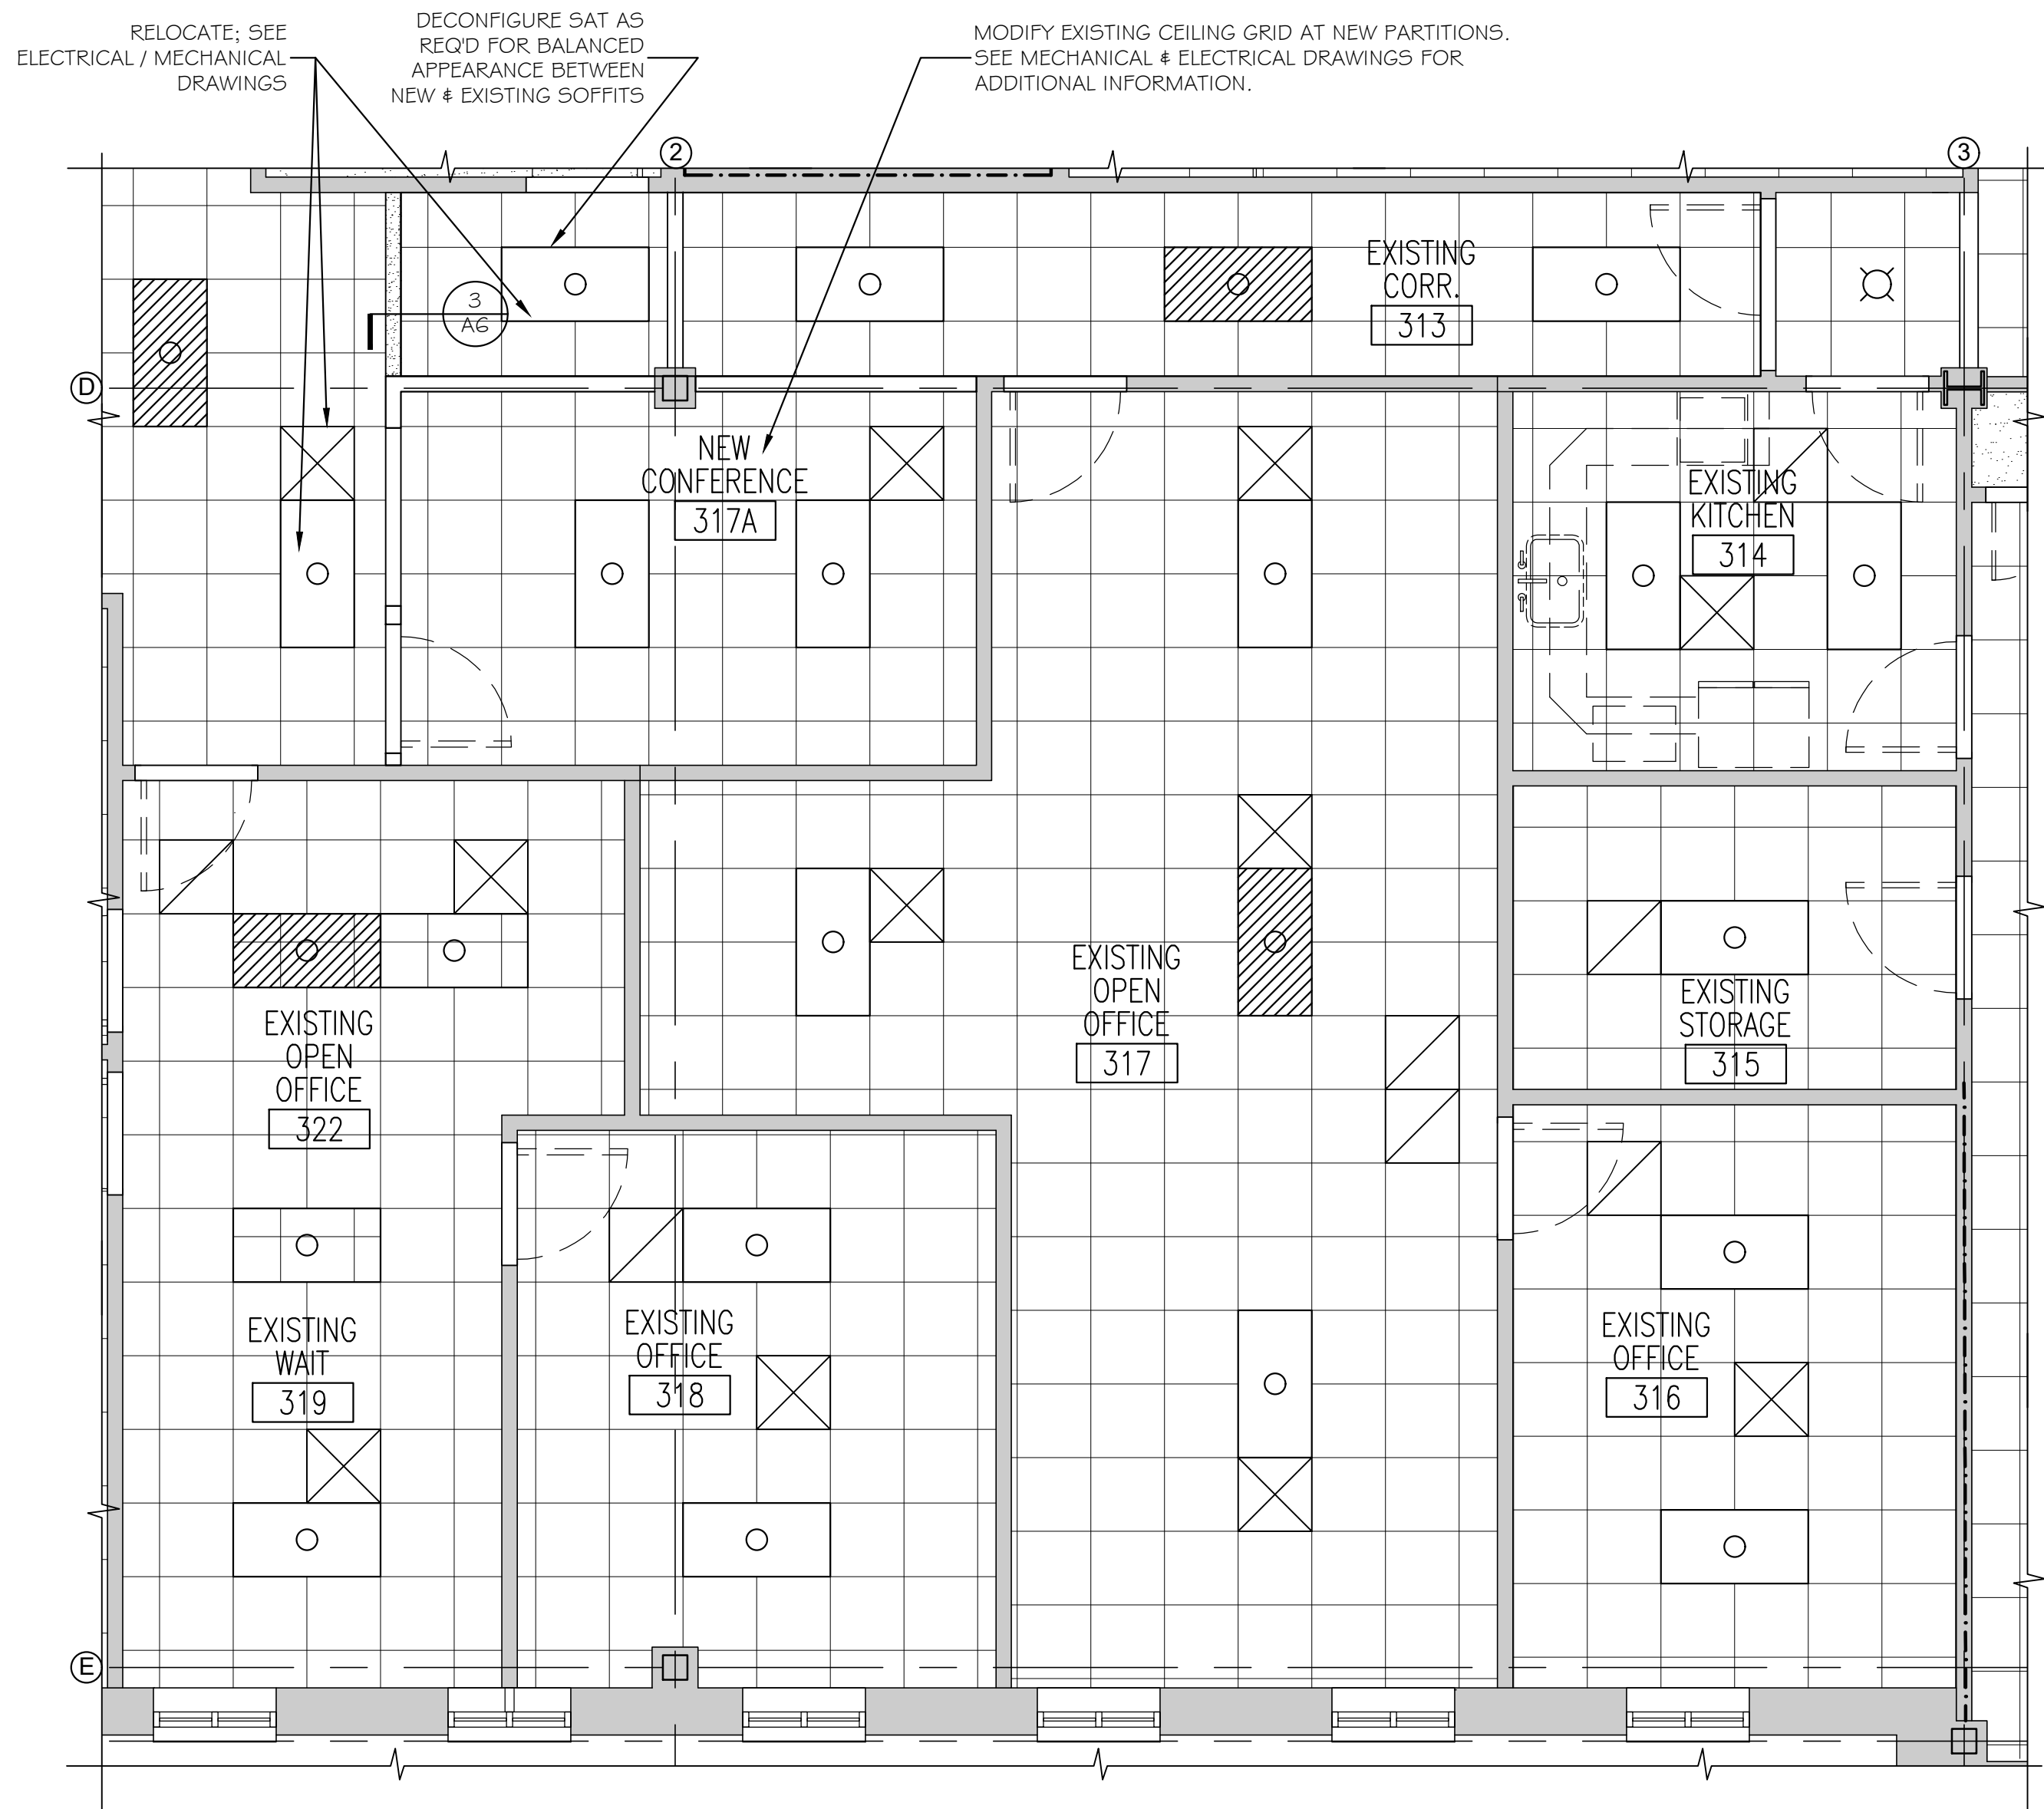 RELOCATE; SEE
ELECTRICAL / MECHANICAL
DRAWINGS
DECONFIGURE SAT AS
REQ'D FOR BALANCED
APPEARANCE BETWEEN
NEW & EXISTING SOFFITS
MODIFY EXISTING CEILING GRID AT NEW PARTITIONS.
SEE MECHANICAL & ELECTRICAL DRAWINGS FOR
ADDITIONAL INFORMATION.
2
3
EXISTING
CORR.
313
3
A6
D
NEW
CONFERENCE
317A
EXISTING
KITCHEN
314
EXISTING
OPEN
OFFICE
317
EXISTING
STORAGE
315
EXISTING
OPEN
OFFICE
322
EXISTING
WAIT
319
EXISTING
OFFICE
318
EXISTING
OFFICE
316
E